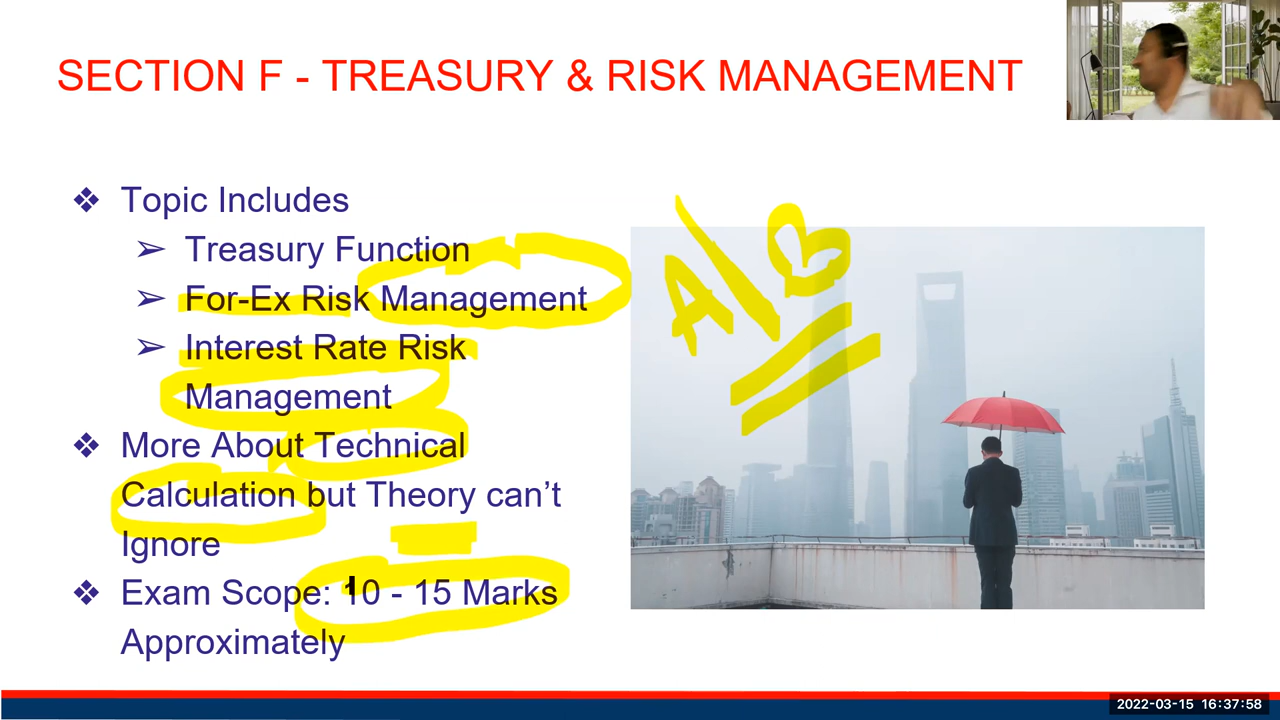 SECTION F - TREASURY & RISK MANAGEMENT
❖ Topic Includes
➢ Treasury Function
➢ For-Ex Risk Management
➢ Interest Rate Risk
Management
❖ More About Technical
Calculation but Theory can't
Ignore
❖ Exam Scope: 10 - 15 Marks
Approximately
A/B
2022-03-15 16:37:58